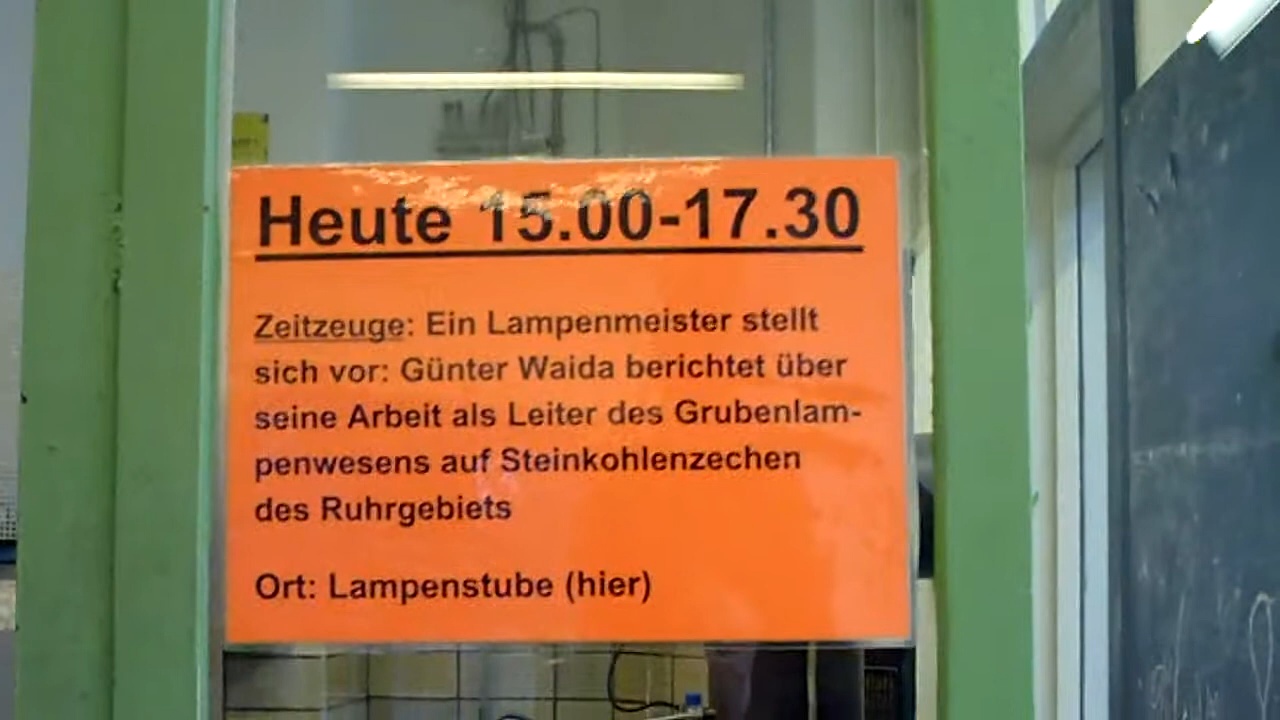 Heute 15.00-17.30
Zeitzeuge: Ein Lampenmeister stellt
sich vor: Günter Waida berichtet über
seine Arbeit als Leiter des Grubenlam-
penwesens auf Steinkohlenzechen
des Ruhrgebiets
Ort: Lampenstube (hier)